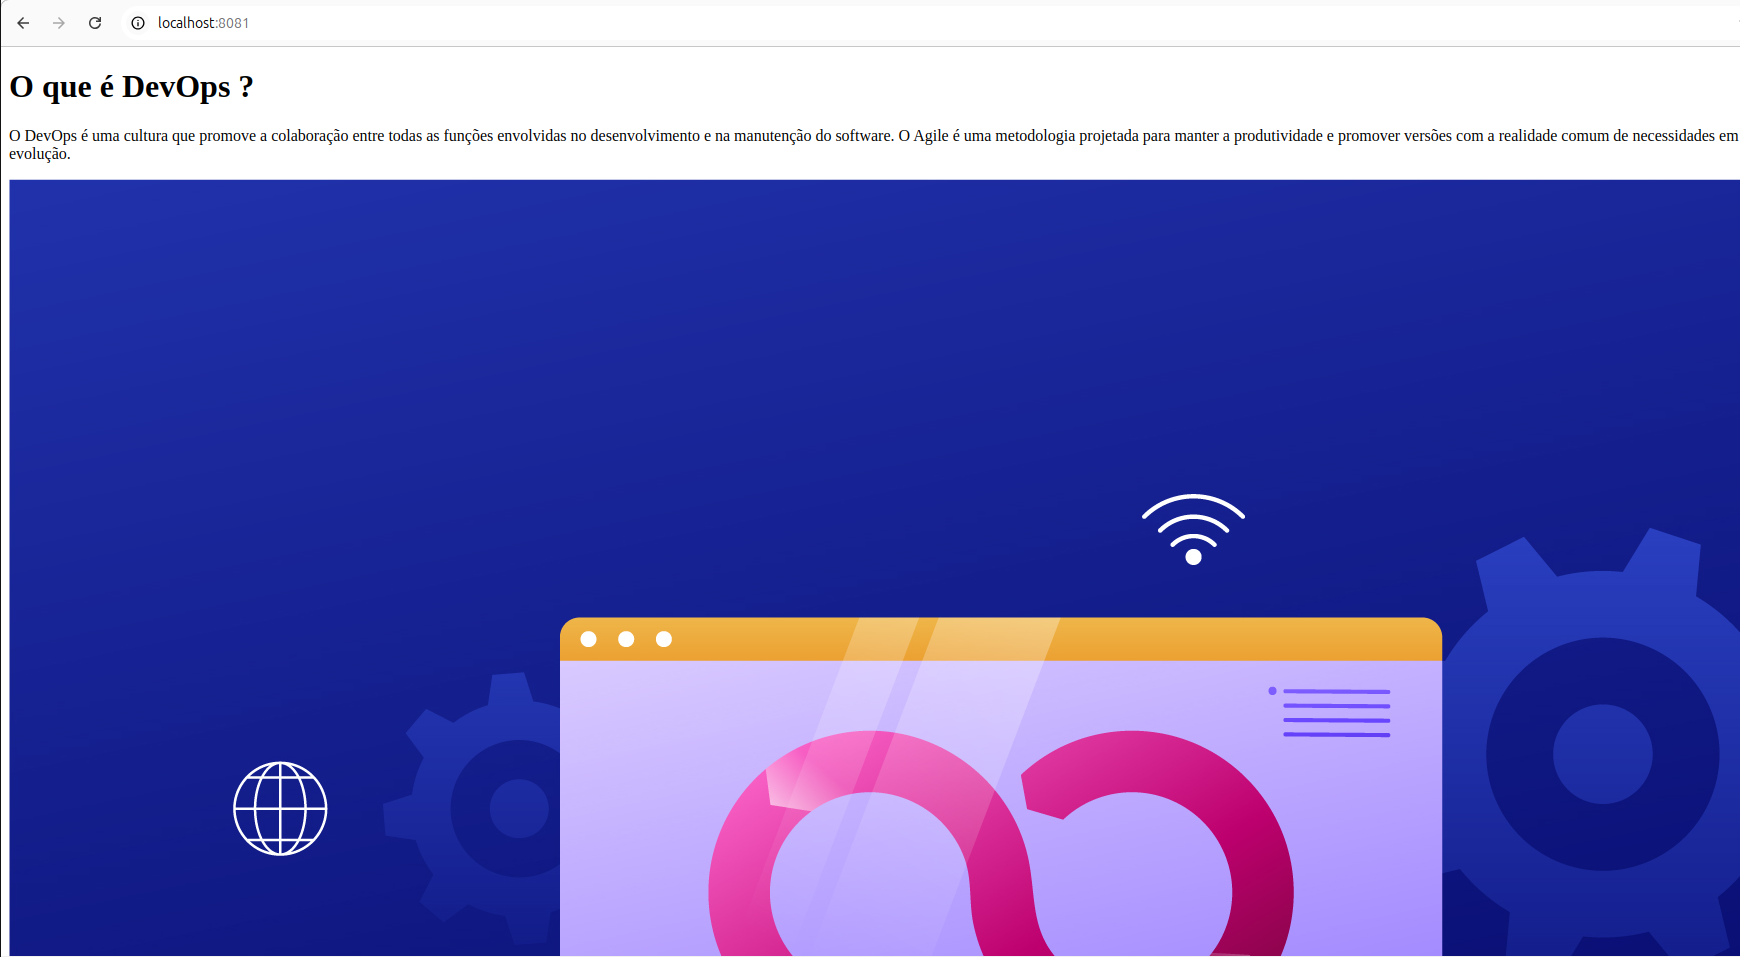 localhost:8081
O que é DevOps ?
O DevOps é uma cultura que promove a colaboração entre todas as funções envolvidas no desenvolvimento e na manutenção do software. O Agile é uma metodologia projetada para manter a produtividade e promover versões com a realidade comum de necessidades em
evolução.